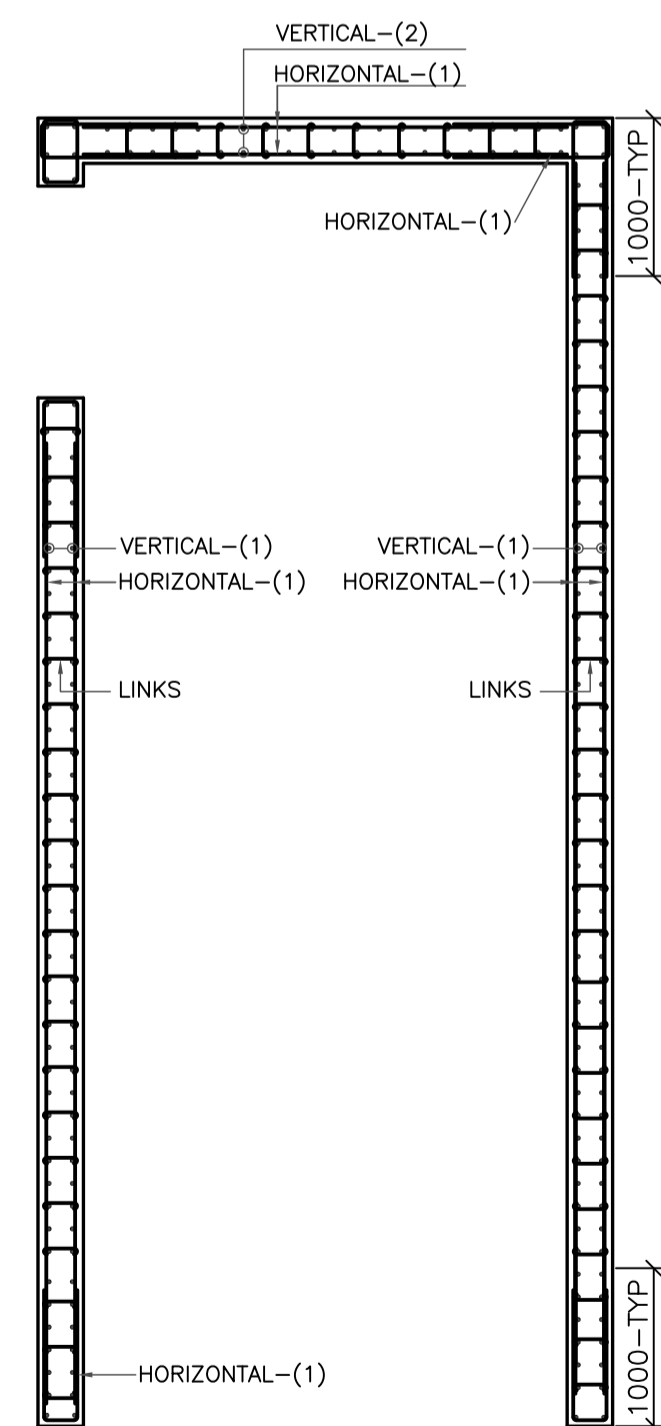 VERTICAL-(2)
HORIZONTAL-(1)
1000-TYP
HORIZONTAL-(1)
VERTICAL-(1)
VERTICAL-(1)
HORIZONTAL-(1)
HORIZONTAL-(1)
LINKS
LINKS
1000-TYP
HORIZONTAL-(1)